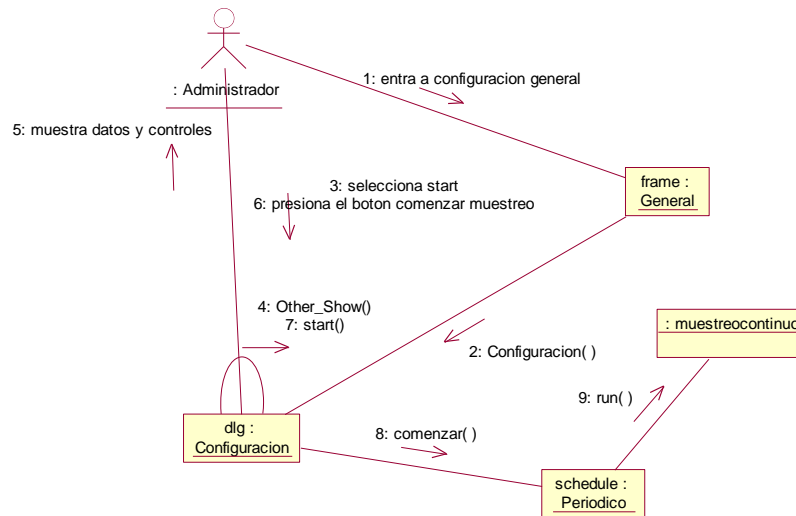 1: entra a configuracion general
: Administrador
5: muestra datos y controles
3: selecciona start
6: presiona el boton comenzar muestreo
frame :
General
4: Other_Show()
7: start()
: muestreocontinuo
2: Configuracion( )
9: run( )
dlg :
Configuracion
8: comenzar( )
schedule :
Periodico